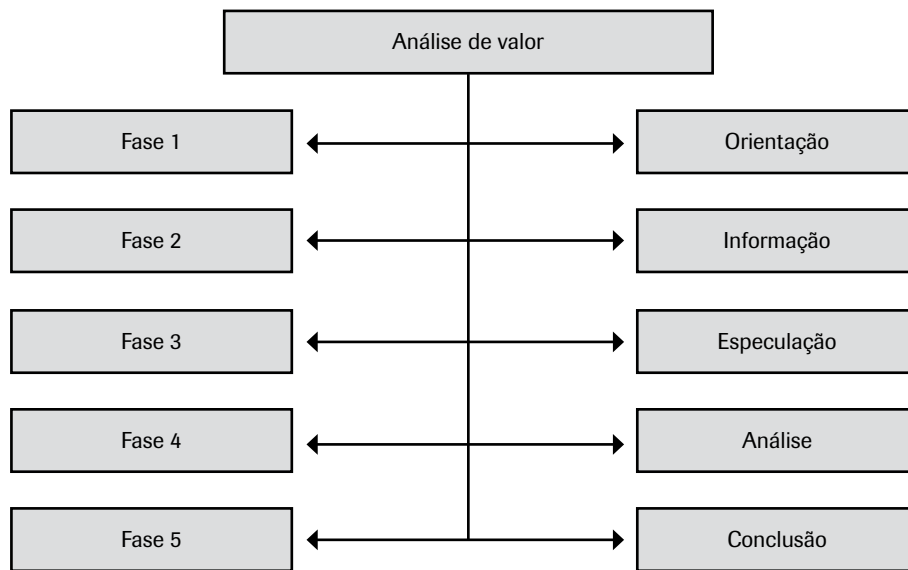 Análise de valor
Fase 1
Orientação
Fase 2
Informação
Fase 3
Especulação
Fase 4
Análise
Fase 5
Conclusão